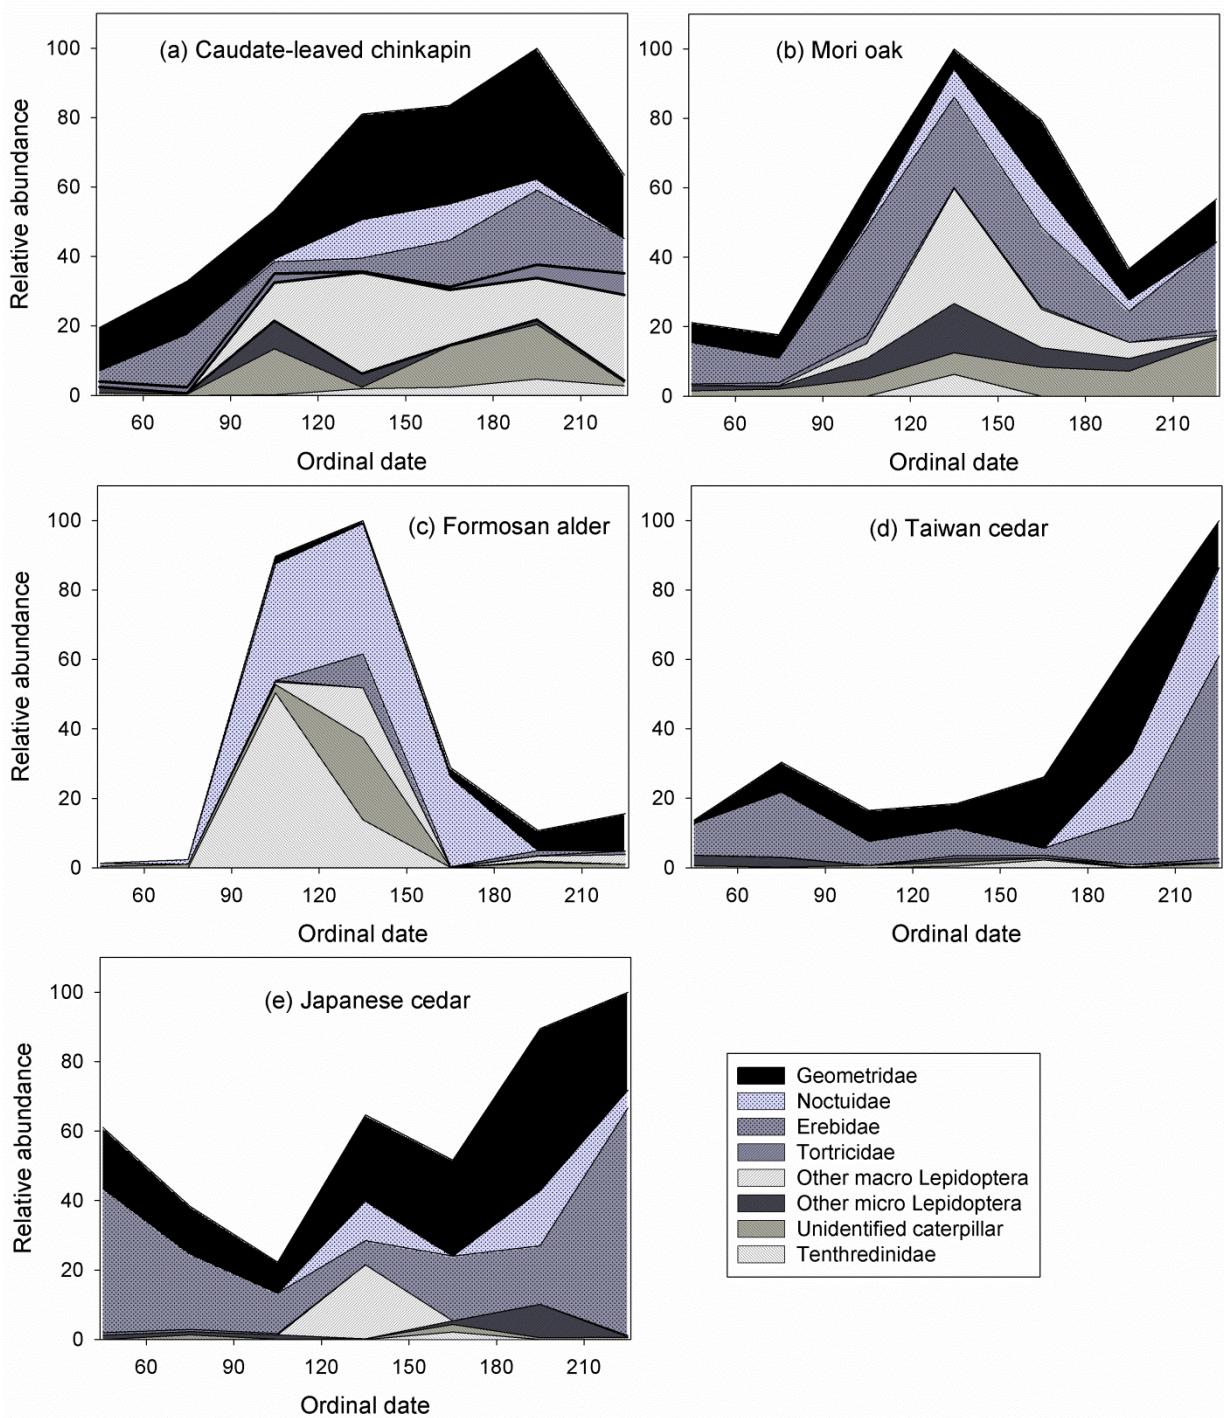 (a) Caudate-leaved chinkapin
Relative abundance
100
80
60
40
20
0
60 90 120 150 180 210
Ordinal date
(b) Mori oak
100
80
60
40
20
0
60 90 120 150 180 210
Ordinal date
(c) Formosan alder
Relative abundance
100
80
60
40
20
0
60 90 120 150 180 210
Ordinal date
(d) Taiwan cedar
100
80
60
40
20
0
60 90 120 150 180 210
Ordinal date
(e) Japanese cedar
Relative abundance
100
80
60
40
20
0
60 90 120 150 180 210
Ordinal date
Geometridae
Noctuidae
Erebidae
Tortricidae
Other macro Lepidoptera
Other micro Lepidoptera
Unidentified caterpillar
Tenthredinidae